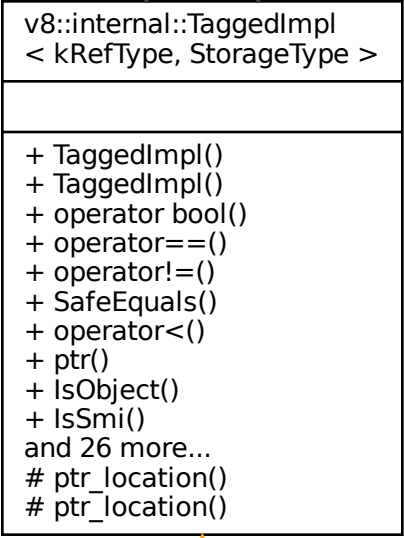 v8::internal::TaggedImpl
< kRefType, StorageType >
+ TaggedImpl()
+ TaggedImpl()
+ operator bool()
+ operator==()
+ operator!=()
+ SafeEquals()
+ operator<()
+ ptr()
+ IsObject()
+ IsSmi()
and 26 more...
# ptr_location()
# ptr_location()